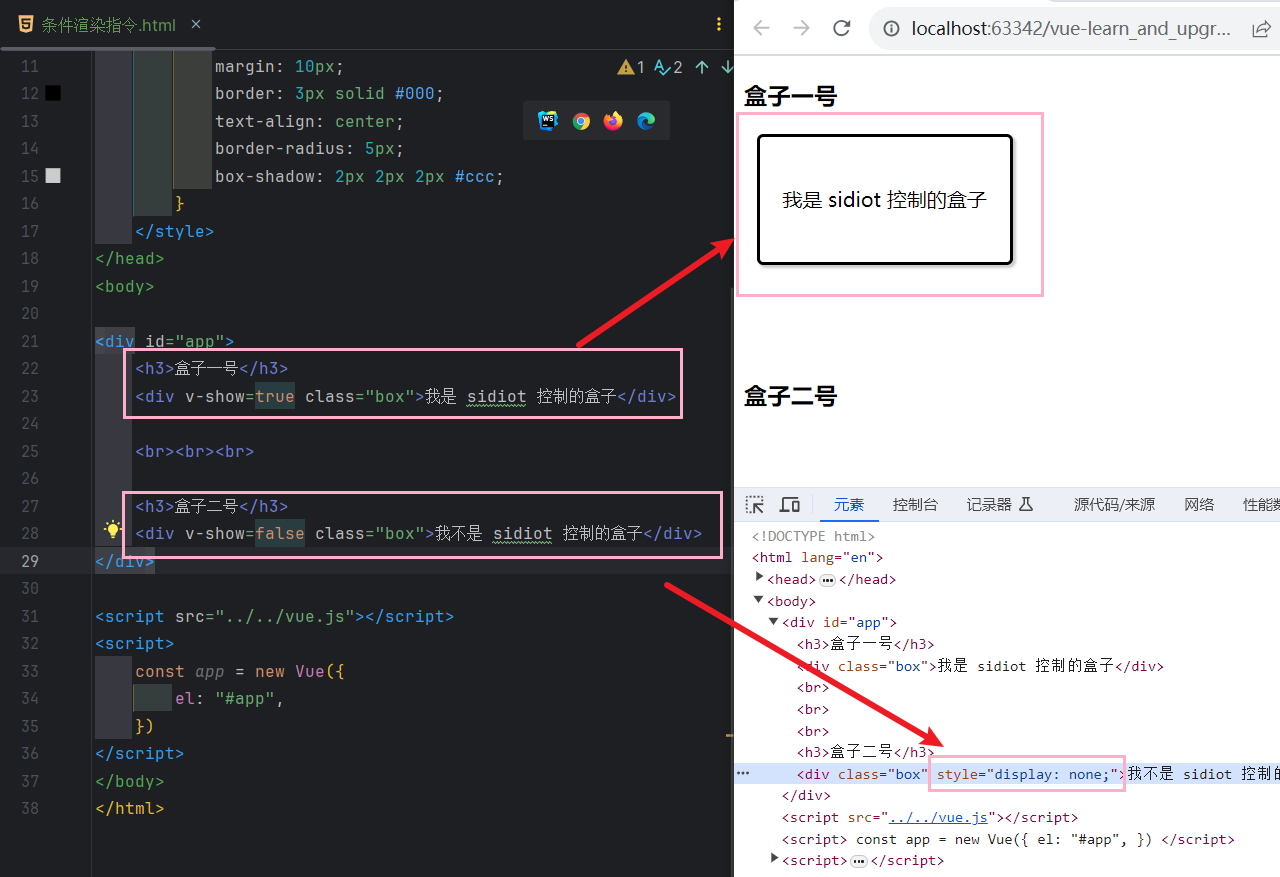 条件渲染指令.html
11 margin: 10px;
12 border: 3px solid #000;
13 text-align: center;
14 border-radius: 5px;
15 box-shadow: 2px 2px 2px #ccc;
16 }
17 </style>
18 </head>
19 <body>
20
21 <div id="app">
22 <h3>盒子一号</h3>
23 <div v-show=true class="box">我是 sidiot 控制的盒子</div>
24
25 <br><br><br>
26
27 <h3>盒子二号</h3>
28 <div v-show=false class="box">我不是 sidiot 控制的盒子</div>
29 </div>
30
31 <script src="../../vue.js"></script>
32 <script>
33 const app = new Vue({
34 el: "#app",
35 })
36 </script>
37 </body>
38 </html>
1 2
WS
localhost:63342/vue-learn_and_upgr...
盒子一号
我是 sidiot 控制的盒子
盒子二号
元素 控制台 记录器 源代码/来源 网络 性能数
<!DOCTYPE html>
<html lang="en">
<head>…</head>
<body>
<div id="app">
<h3>盒子一号</h3>
<div class="box">我是 sidiot 控制的盒子</div>
<br>
<br>
<br>
<h3>盒子二号</h3>
<div class="box" style="display: none;">我不是 sidiot 控制的
</div>
<script src="../../vue.js"></script>
<script> const app = new Vue({ el: "#app", }) </script>
<script>…</script>